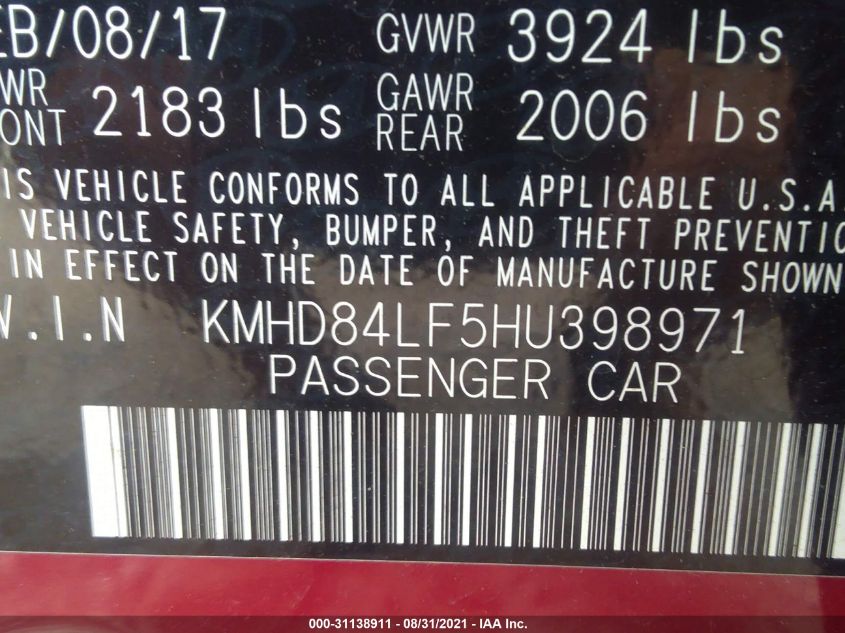 EB/08/17 GVWR 3924 lbs
WR
ONT 2183 lbs GAWR
REAR 2006 lbs
IS VEHICLE CONFORMS TO ALL APPLICABLE U.S.A.
VEHICLE SAFETY, BUMPER, AND THEFT PREVENTIO
IN EFFECT ON THE DATE OF MANUFACTURE SHOWN
V.I.N KMHD84LF5HU398971
PASSENGER CAR
000-31138911 - 08/31/2021 - IAA Inc.